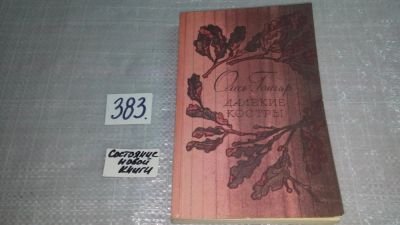 383.
Состояние
новой
книги
Олесь Гончар
ДАЛЕКИЕ
КОСТРЫ